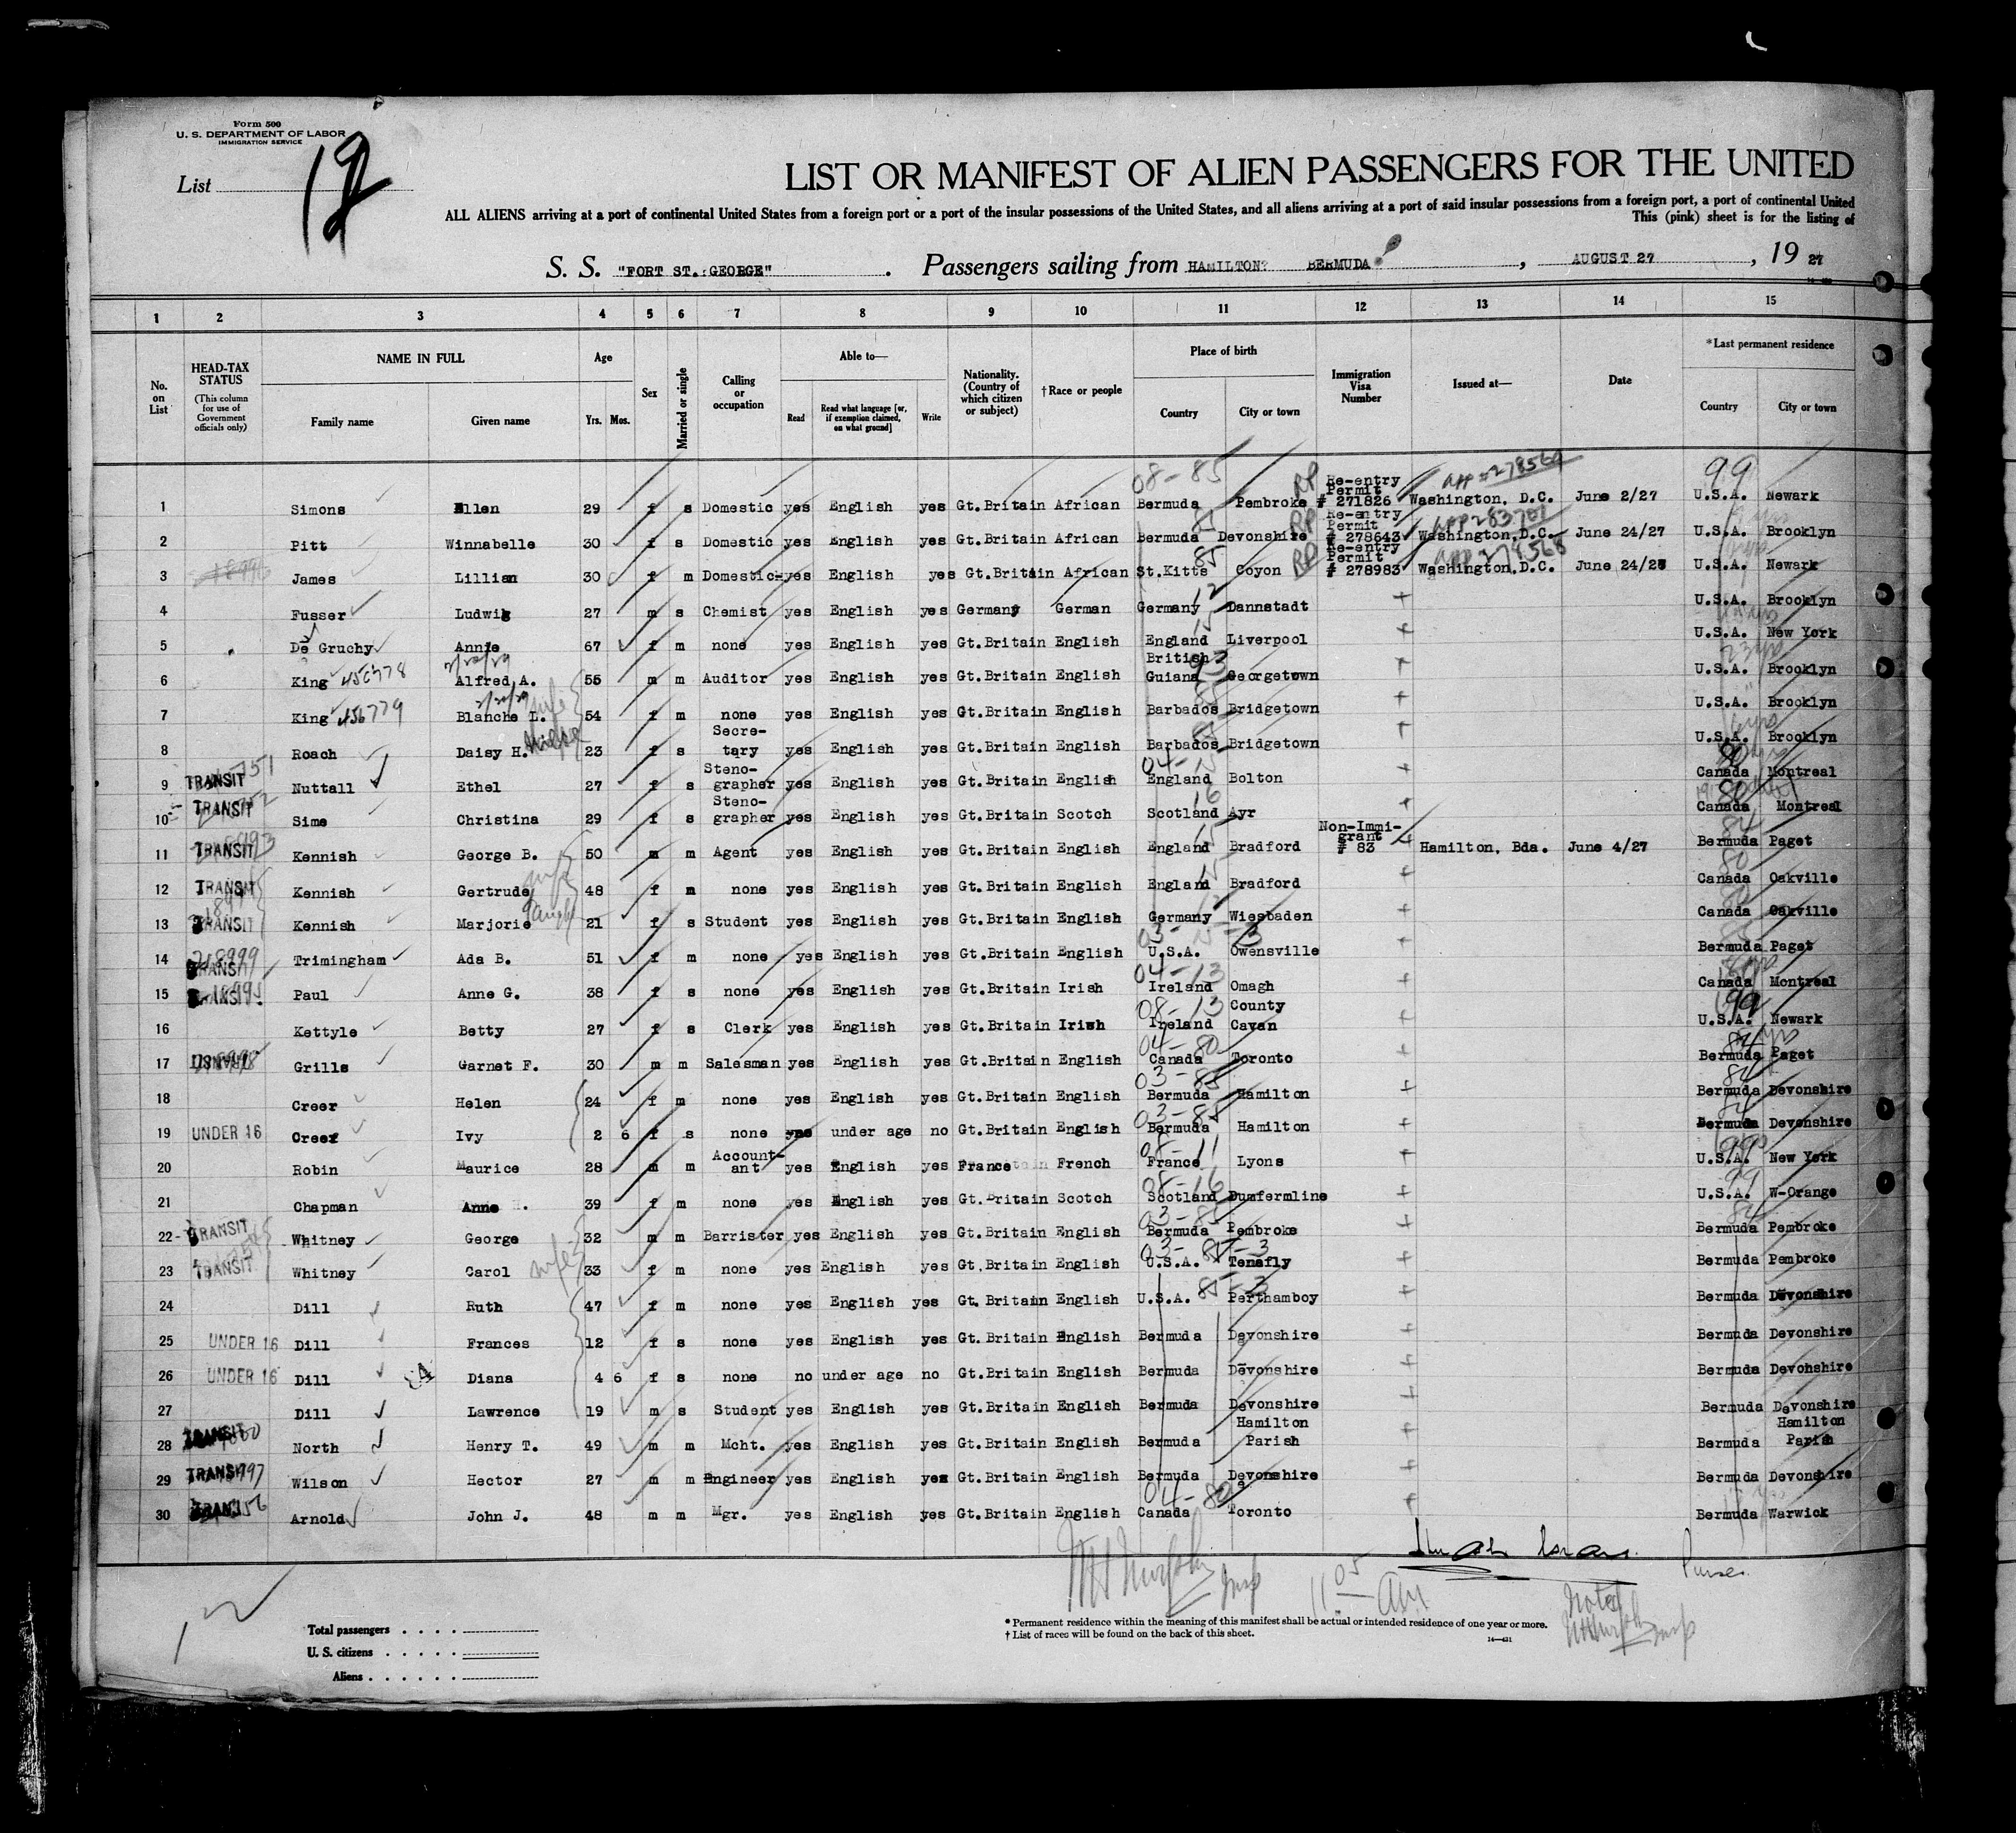 Form 500
U. S. DEPARTMENT OF LABOR
IMMIGRATION SERVICE
List
LIST OR MANIFEST OF ALIEN PASSENGERS FOR THE UNITED
ALL ALIENS arriving at a port of continental United States from a foreign port or a port of the insular possessions of the United States, and all aliens arriving at a port of said insular possessions from a foreign port, a port of continental United
This (pink) sheet is for the listing of
S. S. "FORT ST. GEORGE" . Passengers sailing from HAMILTON? BERMUDA , AUGUST 27 , 19 27
1 2 3 4 5 6 7 8 9 10 11 12 13 14 15
No. on List
HEAD-TAX STATUS
(This column for use of Government officials only)
NAME IN FULL
Family name Given name
Age
Yrs. Mos.
Sex
Married or single
Calling or occupation
Able to—
Read
Read what language [or, if exemption claimed, on what ground]
Write
Nationality. (Country of which citizen or subject)
†Race or people
Place of birth
Country City or town
Immigration Visa Number
Issued at—
Date
*Last permanent residence
Country City or town
1 Simons Ellen 29 f s Domestic yes English yes Gt.Britain African Bermuda Pembroke Re-entry Permit # 271826 Washington, D.C. June 2/27 U.S.A. Newark
2 Pitt Winnabelle 30 f s Domestic yes English yes Gt.Britain African Bermuda Devonshire Re-entry Permit # 278643 Washington,D.C. June 24/27 U.S.A. Brooklyn
3 James Lillian 30 f m Domestic-yes English yes Gt.Britain African St.Kitts Coyon Re-entry Permit # 278983 Washington,D.C. June 24/25 U.S.A. Newark
4 Fusser Ludwig 27 m s Chemist yes English yes Germany German Germany Dannstadt U.S.A. Brooklyn
5 De Gruchy Annie 67 f m none yes English yes Gt.Britain English England Liverpool U.S.A. New York
6 King 456778 Alfred A. 55 m m Auditor yes English yes Gt.Britain English British Guiana Georgetown U.S.A. Brooklyn
7 King 456779 Blanche L. wife 54 f m none yes English yes Gt.Britain English Barbados Bridgetown U.S.A. Brooklyn
8 Roach Daisy H. 23 f s Secre-tary yes English yes Gt.Britain English Barbados Bridgetown U.S.A. Brooklyn
9 TRANSIT Nuttall Ethel 27 f s Steno-grapher yes English yes Gt.Britain English England Bolton Canada Montreal
10 TRANSIT Sime Christina 29 f s Steno-grapher yes English yes Gt.Britain Scotch Scotland Ayr Canada Montreal
11 TRANSIT Kennish George B. 50 m m Agent yes English yes Gt.Britain English England Bradford Non-Immi-grant # 83 Hamilton, Bda. June 4/27 Bermuda Paget
12 TRANSIT Kennish Gertrude wife 48 f m none yes English yes Gt.Britain English England Bradford Canada Oakville
13 TRANSIT Kennish Marjorie 21 f s Student yes English yes Gt.Britain English Germany Wiesbaden Canada Oakville
14 TRANSIT Trimingham Ada B. 51 f m none yes English yes Gt.Britain English U.S.A. Owensville Bermuda Paget
15 TRANSIT Paul Anne G. 38 f s none yes English yes Gt.Britain Irish Ireland Omagh Canada Montreal
16 Kettyle Betty 27 f s Clerk yes English yes Gt.Britain Irish Ireland County Cavan U.S.A. Newark
17 TRANSIT Grills Garnet F. 30 m m Salesman yes English yes Gt.Britain English Canada Toronto Bermuda Paget
18 Creer Helen 24 f m none yes English yes Gt.Britain English Bermuda Hamilton Bermuda Devonshire
19 UNDER 16 Creer Ivy 2 6 f s none under age no Gt.Britain English Bermuda Hamilton Bermuda Devonshire
20 Robin Maurice 28 m m Account-ant yes English yes France French France Lyons U.S.A. New York
21 Chapman Anne H. 39 f m none yes English yes Gt.Britain Scotch Scotland Dumfermline U.S.A. W-Orange
22 TRANSIT Whitney George 32 m m Barrister yes English yes Gt.Britain English Bermuda Pembroke Bermuda Pembroke
23 TRANSIT Whitney Carol wife 33 f m none yes English yes Gt.Britain English U.S.A. Tenafly Bermuda Pembroke
24 Dill Ruth 47 f m none yes English yes Gt.Britain English U.S.A. Perthamboy Bermuda Devonshire
25 UNDER 16 Dill Frances 12 f s none yes English yes Gt.Britain English Bermuda Devonshire Bermuda Devonshire
26 UNDER 16 Dill Diana 4 6 f s none no under age no Gt.Britain English Bermuda Devonshire Bermuda Devonshire
27 Dill Lawrence 19 m s Student yes English yes Gt.Britain English Bermuda Devonshire Bermuda Devonshire
28 TRANSIT North Henry T. 49 m m Mcht. yes English yes Gt.Britain English Bermuda Hamilton Parish Bermuda Hamilton Parish
29 TRANSIT Wilson Hector 27 m m Engineer yes English yes Gt.Britain English Bermuda Devonshire Bermuda Devonshire
30 Arnold John J. 48 m m Mgr. yes English yes Gt.Britain English Canada Toronto Bermuda Warwick
Purser
11 05 AM
Noted
Total passengers
U. S. citizens
Aliens
* Permanent residence within the meaning of this manifest shall be actual or intended residence of one year or more.
† List of races will be found on the back of this sheet.
14—431